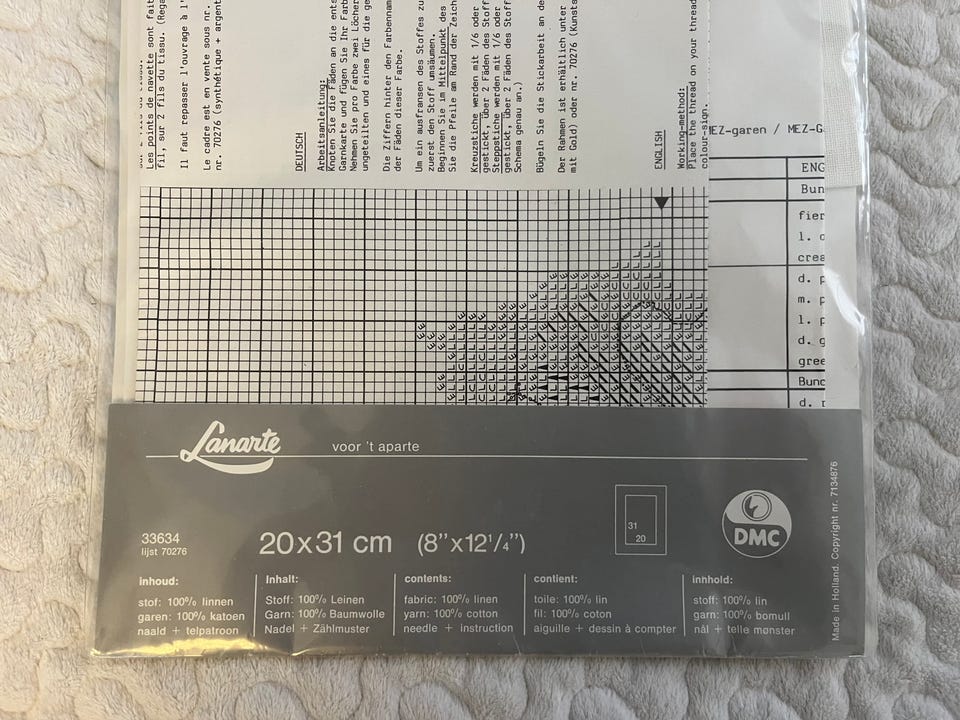 Les points de navette sont fait
fil, sur 2 fils du tissu. (Rega
Il faut repasser l'ouvrage à l'
Le cadre est en vente sous nr.
nr. 70276 (synthétique + argent
DEUTSCH
Arbeitsanleitung:
Knoten Sie die Fäden an die ents
Garnkarte und rügen Sie Ihr Farb
Nehmen Sie pro Farbe zwei Löcher
ungeteilten und eines für die ge
Die Ziffern hinter den Farbennam
der Fäden dieser Farbe.
Um ein ausfransen des Stoffes zu
zuerst den Stoff umsäumen.
Beginnen Sie im Mittelpunkt des
Sie die Pfeile am Rand der Zeich
Kreuzstiche werden mit 1/6 oder
gestickt, über 2 Fäden des Stoff
Steppstiche werden mit 1/6 oder
gestickt, über 2 Fäden des Stoff
Schema genau an.)
Bügeln Sie die Stickarbeit an de
Der Rahmen ist erhältlich unter
mit Gold) oder nr. 70276 (Kunsts
ENGLISH
Working-method:
Place the thread on your thread
colour-sign.
MEZ-garen / MEZ-G
ENG
Bun
fier
l.
crea
d. p
m. p
l. p
d. g
gree
Bund
d.
Lanarte
voor 't aparte
33634
lijst 70276
20x31 cm (8”x12¼”)
31
20
DMC
inhoud:
stof: 100% linnen
garen: 100% katoen
naald + telpatroon
Inhalt:
Stoff: 100% Leinen
Garn: 100% Baumwolle
Nadel + Zählmuster
contents:
fabric: 100% linen
yarn: 100% cotton
needle + instruction
contient:
toile: 100% lin
fil: 100% coton
aiguille + dessin à compter
innhold:
stoff: 100% lin
garn: 100% bomull
nål + telle mønster
Made in Holland. Copyright nr. 7134876